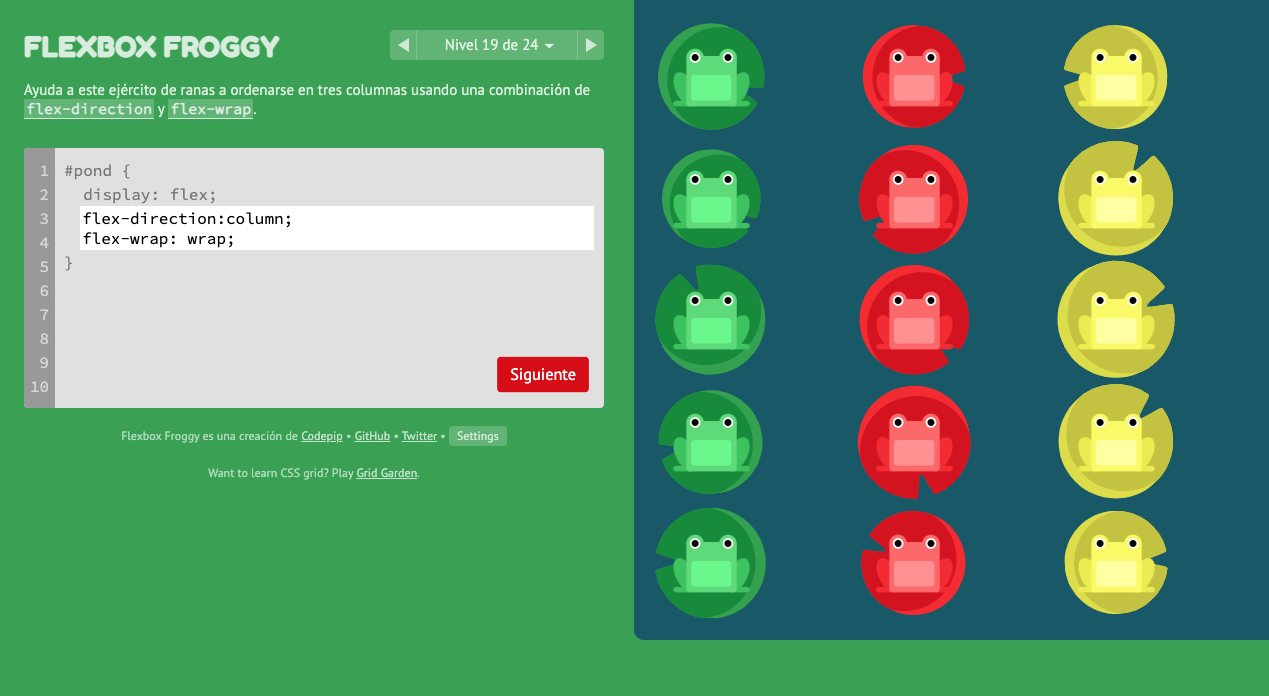 FLEXBOX FROGGY
Nivel 19 de 24
Ayuda a este ejército de ranas a ordenarse en tres columnas usando una combinación de
flex-direction y flex-wrap.
1 #pond {
2 display: flex;
3 flex-direction:column;
4 flex-wrap: wrap;
5 }
6
7
8
9
10
Siguiente
Flexbox Froggy es una creación de Codepip • GitHub • Twitter • Settings
Want to learn CSS grid? Play Grid Garden.